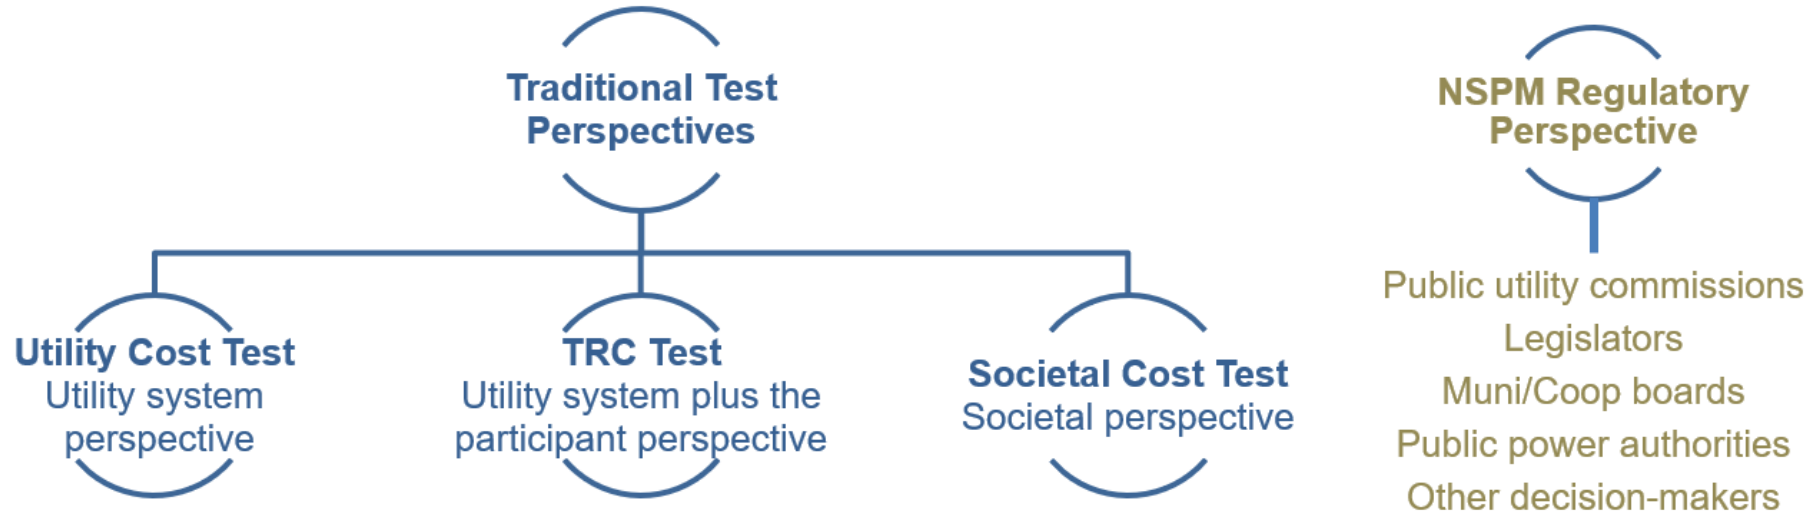 Traditional Test
Perspectives
Utility Cost Test
Utility system
perspective
TRC Test
Utility system plus the
participant perspective
Societal Cost Test
Societal perspective
NSPM Regulatory
Perspective
Public utility commissions
Legislators
Muni/Coop boards
Public power authorities
Other decision-makers